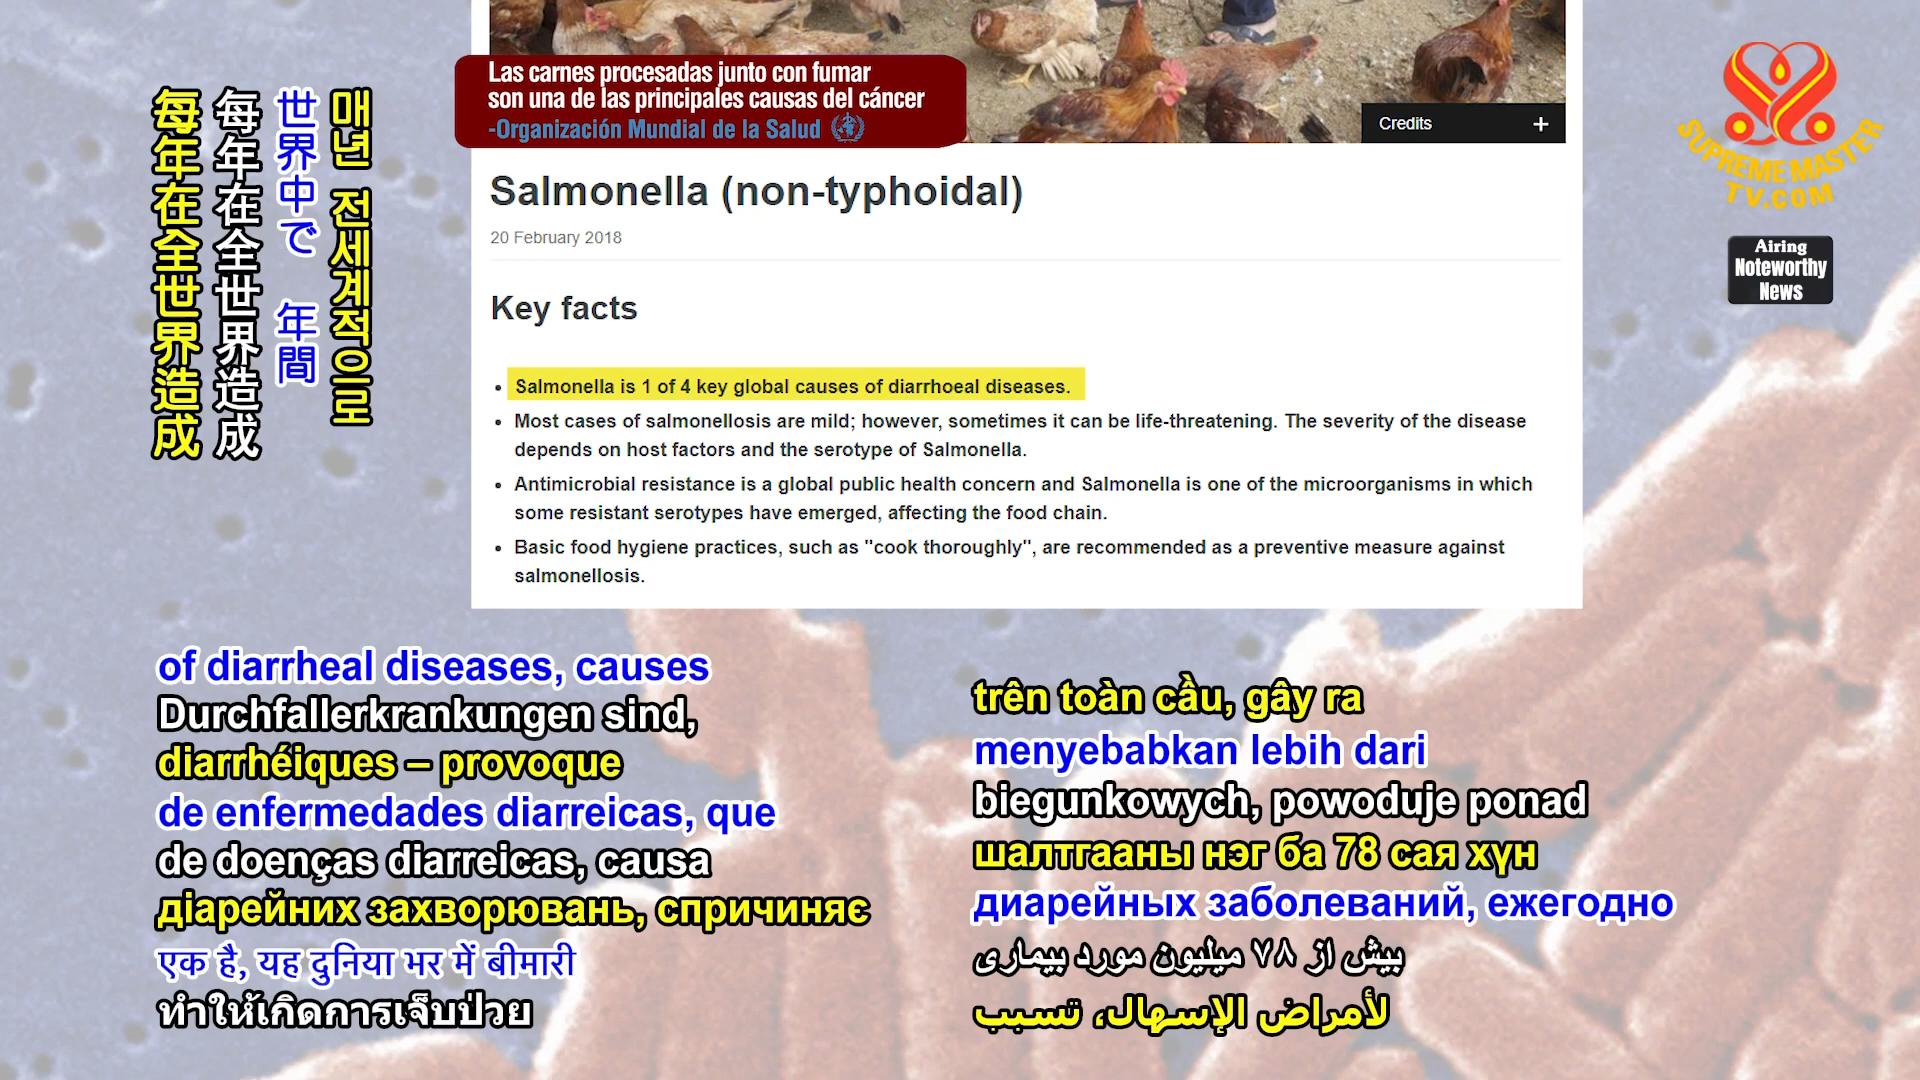 Las carnes procesadas junto con fumar
son una de las principales causas del cáncer
-Organización Mundial de la Salud
Credits +
SUPREME MASTER
TV.COM
Airing
Noteworthy
News
Salmonella (non-typhoidal)
20 February 2018
Key facts
• Salmonella is 1 of 4 key global causes of diarrhoeal diseases.
• Most cases of salmonellosis are mild; however, sometimes it can be life-threatening. The severity of the disease
depends on host factors and the serotype of Salmonella.
• Antimicrobial resistance is a global public health concern and Salmonella is one of the microorganisms in which
some resistant serotypes have emerged, affecting the food chain.
• Basic food hygiene practices, such as "cook thoroughly", are recommended as a preventive measure against
salmonellosis.
매년 전세계적으로
世界中で 年間
每年在全世界造成
每年在全世界造成
of diarrheal diseases, causes
Durchfallerkrankungen sind,
diarrhéiques – provoque
de enfermedades diarreicas, que
de doenças diarreicas, causa
діарейних захворювань, спричиняє
एक है, यह दुनिया भर में बीमारी
ทำให้เกิดการเจ็บป่วย
trên toàn cầu, gây ra
menyebabkan lebih dari
biegunkowych, powoduje ponad
шалтгааны нэг ба 78 сая хүн
диарейных заболеваний, ежегодно
بیش از ۷۸ میلیون مورد بیماری
لأمراض الإسهال، تسبب